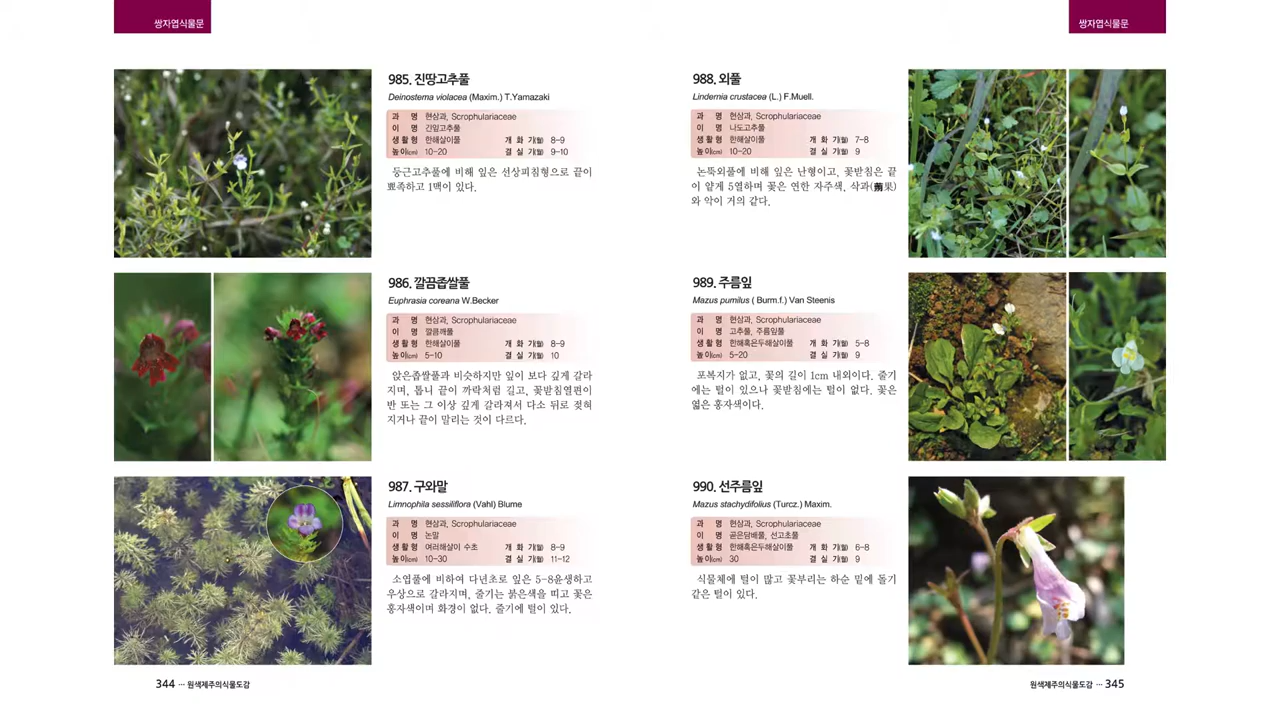 쌍자엽식물문
985. 진땅고추풀
Deinostema violacea (Maxim.) T.Yamazaki
과 명 현삼과, Scrophulariaceae
이 명 간잎고추풀
생 활 형 한해살이풀 개 화 기(월) 8-9
높이(cm) 10-20 결 실 기(월) 9-10
둥근고추풀에 비해 잎은 선상피침형으로 끝이
뾰족하고 1맥이 있다.
986. 깔끔좁쌀풀
Euphrasia coreana W.Becker
과 명 현삼과, Scrophulariaceae
이 명 깔큼깨풀
생 활 형 한해살이풀 개 화 기(월) 8-9
높이(cm) 5-10 결 실 기(월) 10
앉은좁쌀풀과 비슷하지만 잎이 보다 깊게 갈라
지며, 톱니 끝이 까락처럼 길고, 꽃받침열편이
반 또는 그 이상 깊게 갈라져서 다소 뒤로 젖혀
지거나 끝이 말리는 것이 다르다.
987. 구와말
Limnophila sessiliflora (Vahl) Blume
과 명 현삼과, Scrophulariaceae
이 명 논말
생 활 형 여러해살이 수초 개 화 기(월) 8-9
높이(cm) 10-30 결 실 기(월) 11-12
소엽풀에 비하여 다년초로 잎은 5-8윤생하고
우상으로 갈라지며, 줄기는 붉은색을 띠고 꽃은
홍자색이며 화경이 없다. 줄기에 털이 있다.
344 ··· 원색제주의식물도감
쌍자엽식물문
988. 외풀
Lindernia crustacea (L.) F.Muell.
과 명 현삼과, Scrophulariaceae
이 명 나도고추풀
생 활 형 한해살이풀 개 화 기(월) 7-8
높이(cm) 10-20 결 실 기(월) 9
논뚝외풀에 비해 잎은 난형이고, 꽃받침은 끝
이 얕게 5열하며 꽃은 연한 자주색, 삭과(蒴果)
와 악이 거의 같다.
989. 주름잎
Mazus pumilus ( Burm.f.) Van Steenis
과 명 현삼과, Scrophulariaceae
이 명 고추풀, 주름잎풀
생 활 형 한해혹은두해살이풀 개 화 기(월) 5-8
높이(cm) 5-20 결 실 기(월) 9
포복지가 없고, 꽃의 길이 1cm 내외이다. 줄기
에는 털이 있으나 꽃받침에는 털이 없다. 꽃은
엷은 홍자색이다.
990. 선주름잎
Mazus stachydifolius (Turcz.) Maxim.
과 명 현삼과, Scrophulariaceae
이 명 곧은담배풀, 선고초풀
생 활 형 한해혹은두해살이풀 개 화 기(월) 6-8
높이(cm) 30 결 실 기(월) 9
식물체에 털이 많고 꽃부리는 하순 밑에 돌기
같은 털이 있다.
원색제주의식물도감 ··· 345